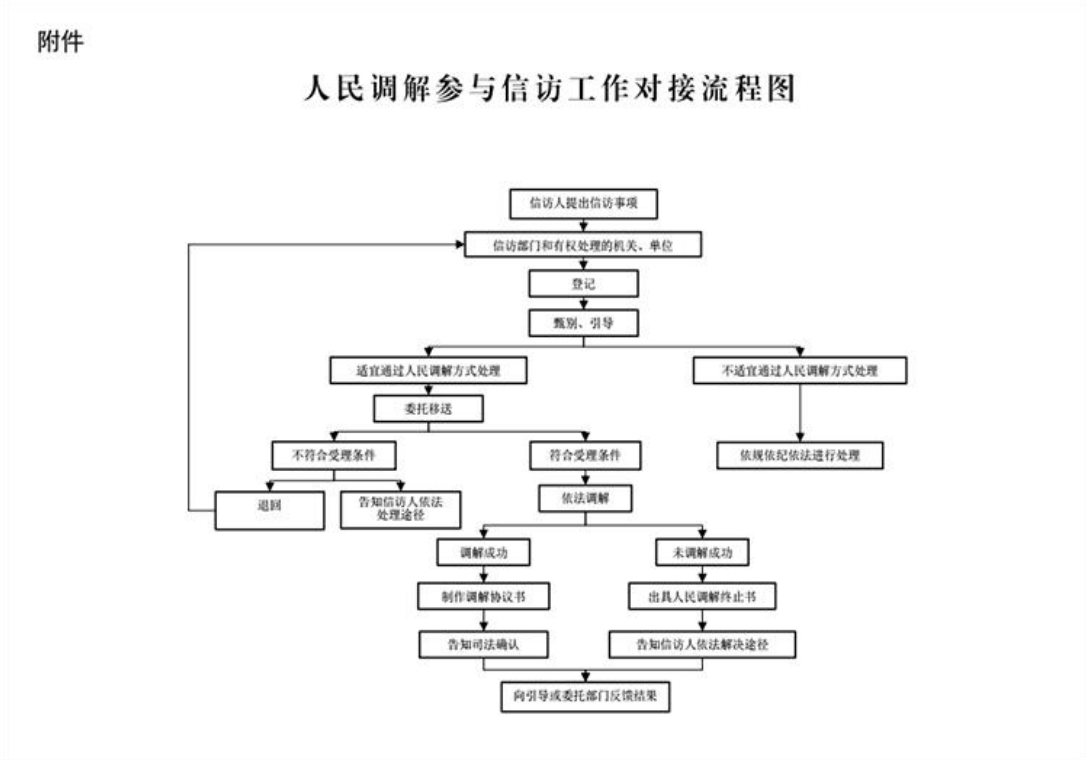 附件
人民调解参与信访工作对接流程图
信访人提出信访事项
信访部门和有权处理的机关、单位
登记
甄别、引导
适宜通过人民调解方式处理
不适宜通过人民调解方式处理
委托移送
不符合受理条件
符合受理条件
依规依纪依法进行处理
退回
告知信访人依法
处理途径
依法调解
调解成功
未调解成功
制作调解协议书
出具人民调解终止书
告知司法确认
告知信访人依法解决途径
向引导或委托部门反馈结果